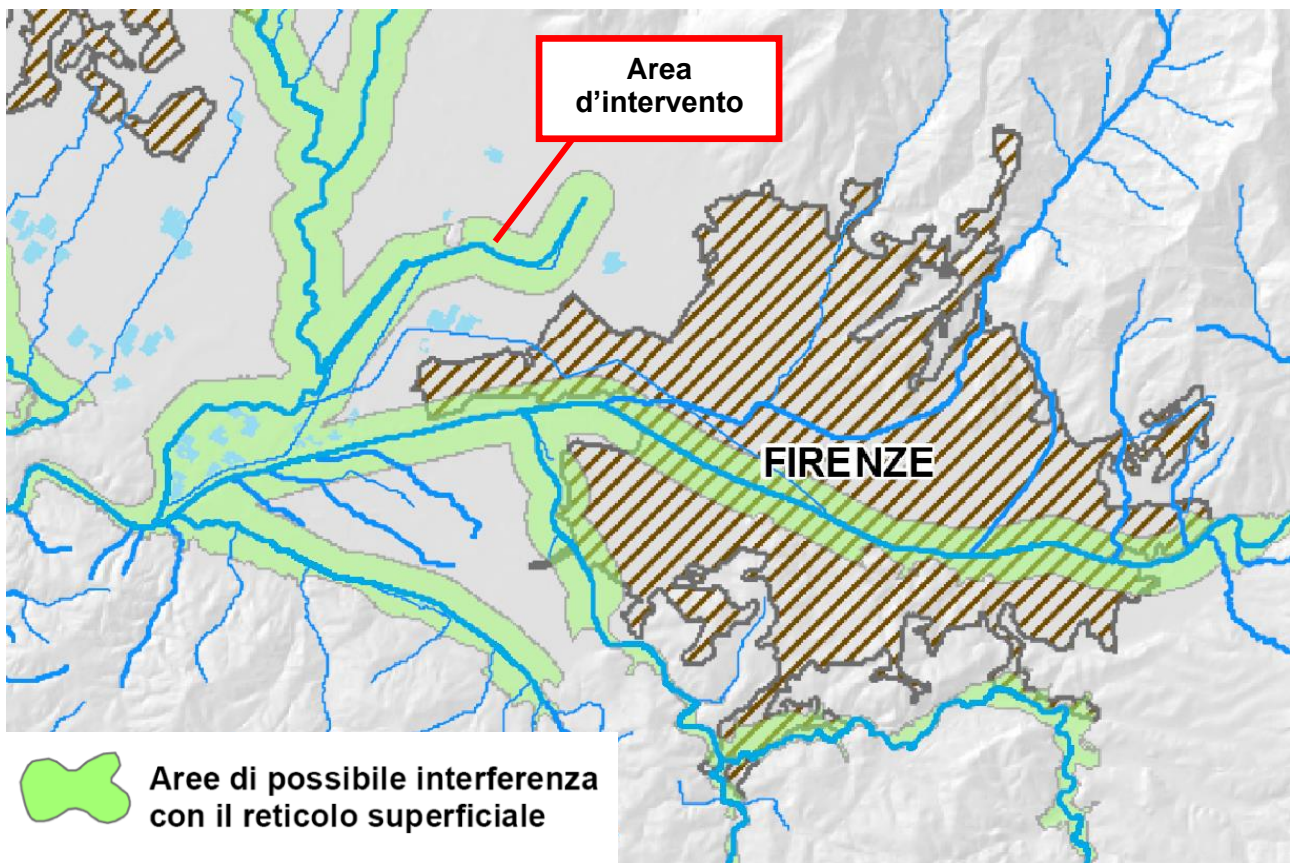 Area
d'intervento
FIRENZE
Aree di possibile interferenza
con il reticolo superficiale